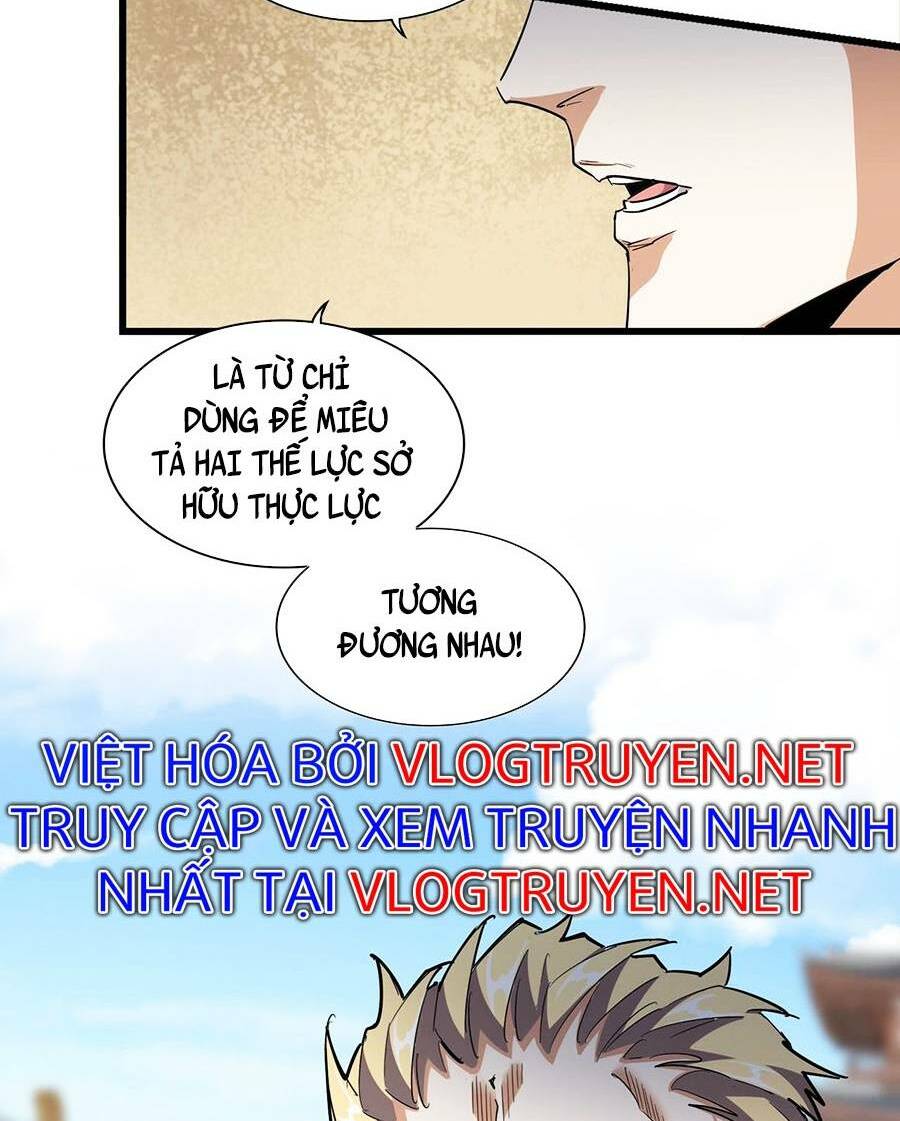 LÀ TỪ CHỈ
DÙNG ĐỂ MIÊU
TẢ HAI THẾ LỰC SỞ
HỮU THỰC LỰC
TƯƠNG
ĐƯƠNG NHAU!
VIỆT HÓA BỞI VLOGTRUYEN.NET
TRUY CẬP VÀ XEM TRUYỆN NHANH
NHẤT TẠI VLOGTRUYEN.NET